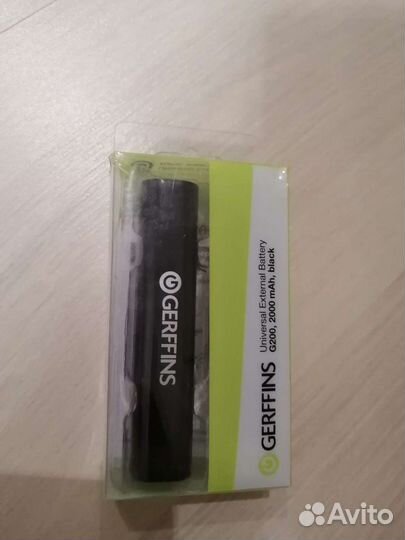 GERFFINS
GERFFINS
Universal External Battery
G200, 2000 mAh, black
Avito